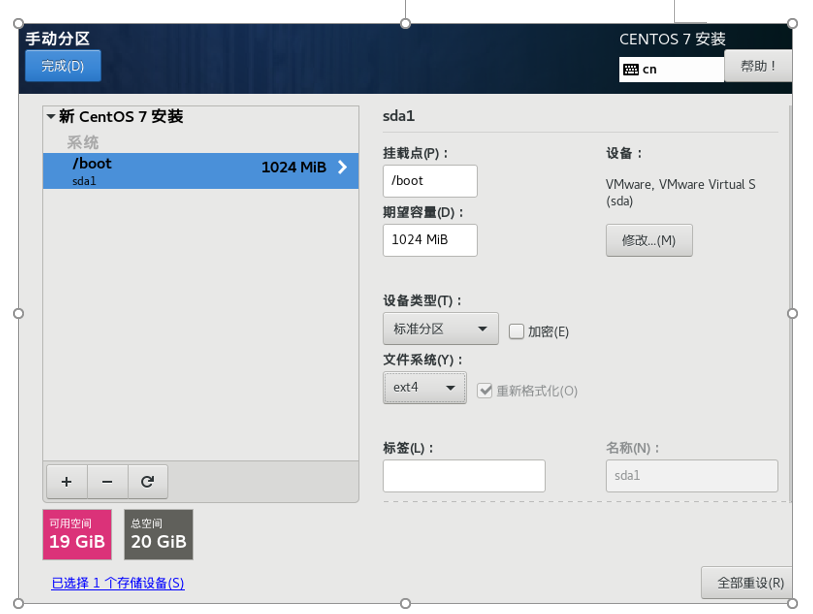 手动分区
CENTOS 7 安装
完成(D)
cn
帮助！
新 CentOS 7 安装
系统
/boot
1024 MiB
sda1
sda1
挂载点(P)：
/boot
设备：
VMware, VMware Virtual S
(sda)
期望容量(D)：
1024 MiB
修改...(M)
设备类型(T)：
标准分区
加密(E)
文件系统(Y)：
ext4
重新格式化(O)
标签(L)：
名称(N)：
sda1
+
-
可用空间
19 GiB
总空间
20 GiB
已选择 1 个存储设备(S)
全部重设(R)